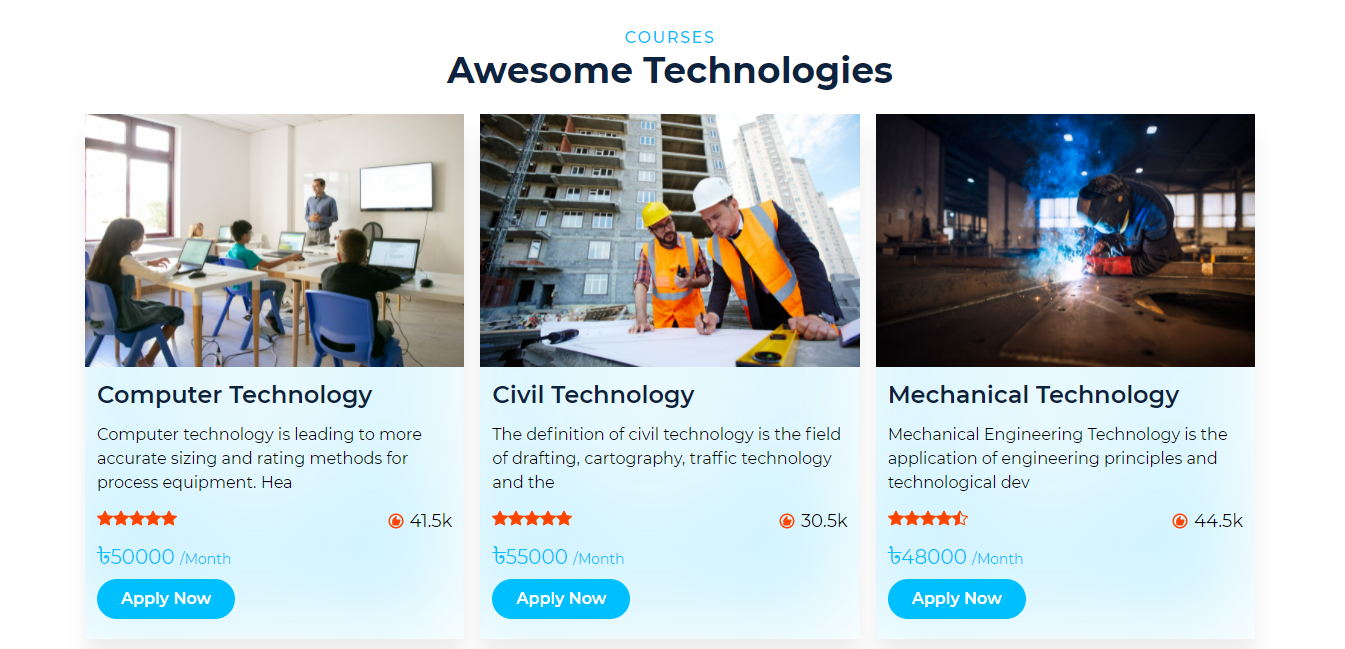 COURSES
Awesome Technologies
Computer Technology
Computer technology is leading to more
accurate sizing and rating methods for
process equipment. Hea
41.5k
৳50000 /Month
Apply Now
Civil Technology
The definition of civil technology is the field
of drafting, cartography, traffic technology
and the
30.5k
৳55000 /Month
Apply Now
Mechanical Technology
Mechanical Engineering Technology is the
application of engineering principles and
technological dev
44.5k
৳48000 /Month
Apply Now